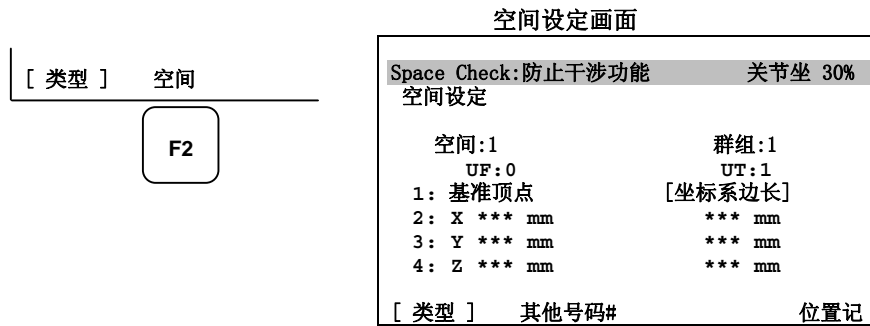 空间设定画面
[ 类型 ] 空间
F2
Space Check:防止干涉功能 关节坐 30%
空间设定
空间:1 群组:1
UF:0 UT:1
1: 基准顶点 [坐标系边长]
2: X *** mm *** mm
3: Y *** mm *** mm
4: Z *** mm *** mm
[ 类型 ] 其他号码# 位置记